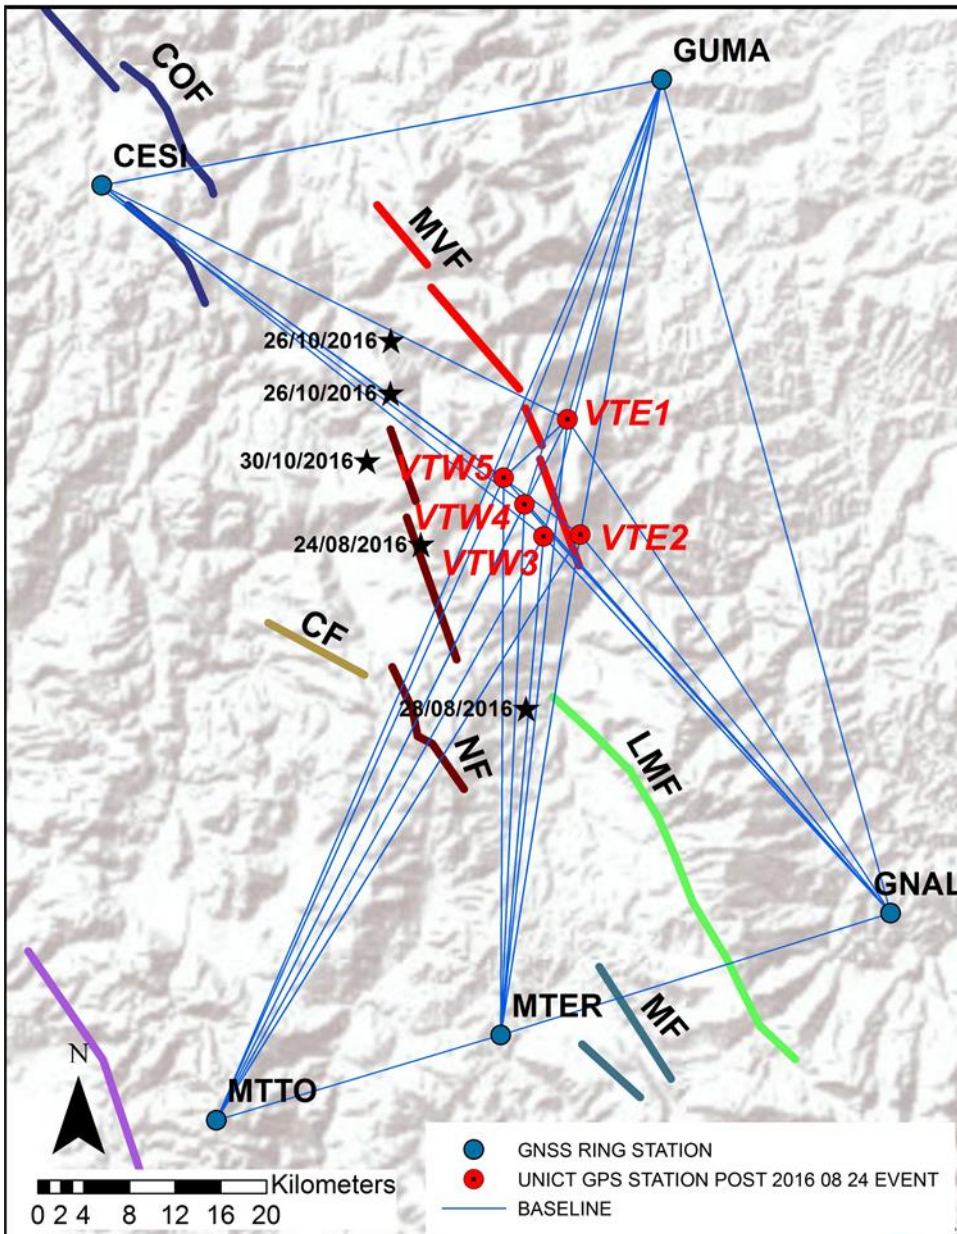 GUMA
COF
CESI
MVF
26/10/2016
26/10/2016
VTE1
30/10/2016
VTW5
VTW4
24/08/2016
VTE2
VTW3
CF
28/08/2016
NF
LMF
GNAL
MTER
MF
N
MTTO
GNSS RING STATION
UNICT GPS STATION POST 2016 08 24 EVENT
BASELINE
Kilometers
0 2 4 8 12 16 20